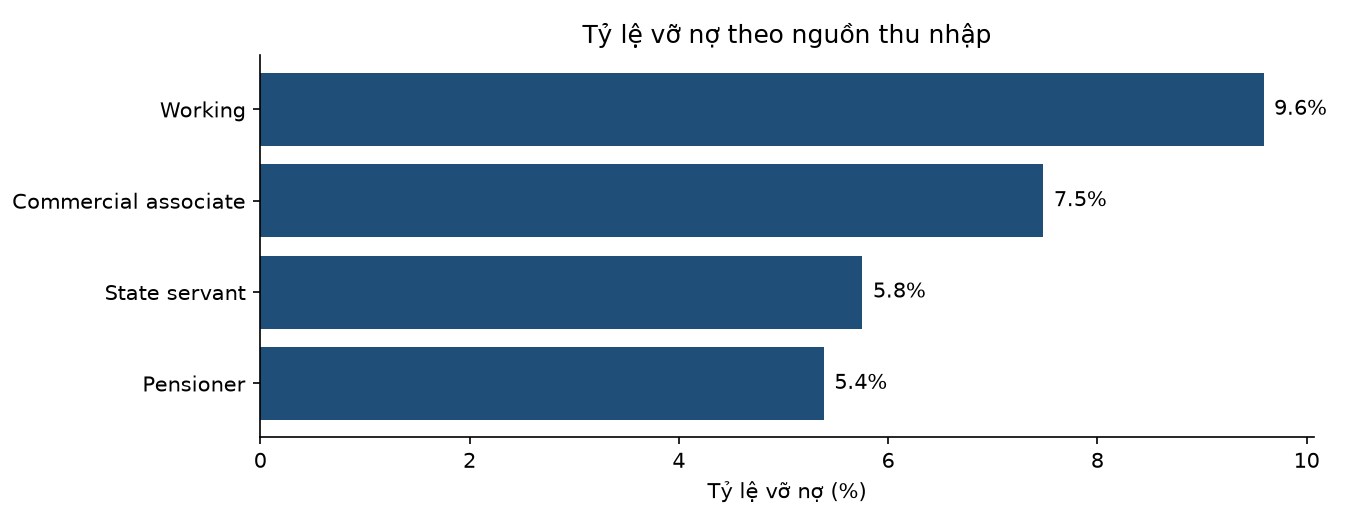 Tỷ lệ vỡ nợ theo nguồn thu nhập
Working
9.6%
Commercial associate
7.5%
State servant
5.8%
Pensioner
5.4%
0 2 4 6 8 10
Tỷ lệ vỡ nợ (%)